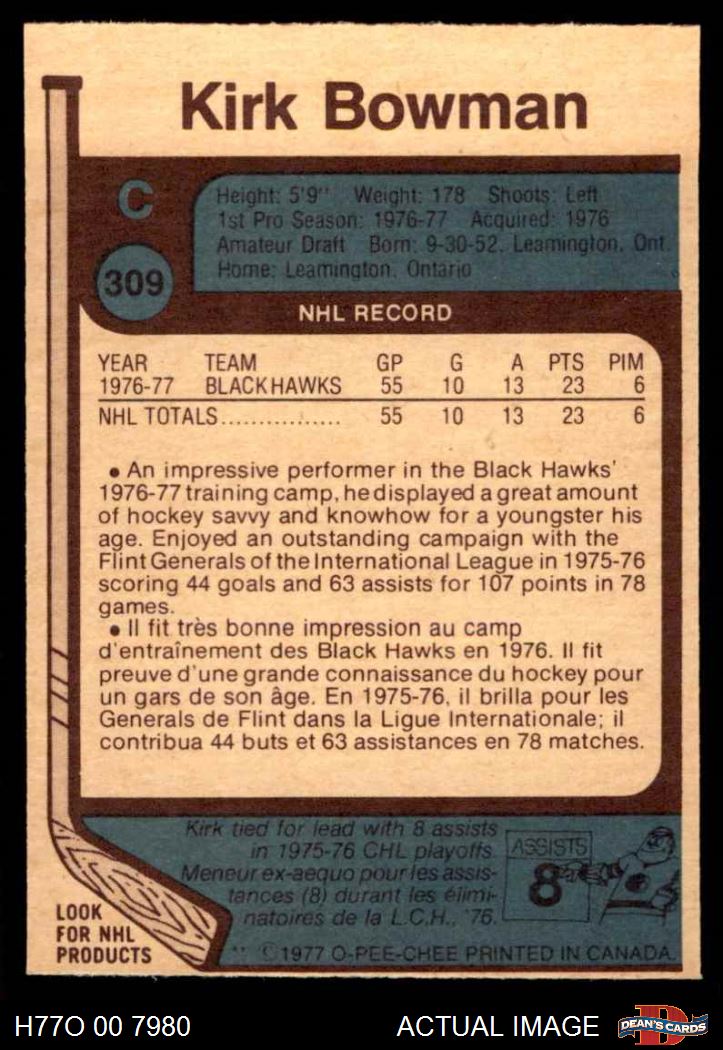 Kirk Bowman
C
Height: 5'9" Weight: 178 Shoots: Left
1st Pro Season: 1976-77 Acquired: 1976
Amateur Draft Born: 9-30-52, Leamington, Ont.
Home: Leamington, Ontario
309
NHL RECORD
YEAR TEAM GP G A PTS PIM
1976-77 BLACKHAWKS 55 10 13 23 6
NHL TOTALS................ 55 10 13 23 6
• An impressive performer in the Black Hawks'
1976-77 training camp, he displayed a great amount
of hockey savvy and knowhow for a youngster his
age. Enjoyed an outstanding campaign with the
Flint Generals of the International League in 1975-76
scoring 44 goals and 63 assists for 107 points in 78
games.
• Il fit très bonne impression au camp
d'entraînement des Black Hawks en 1976. Il fit
preuve d'une grande connaissance du hockey pour
un gars de son âge. En 1975-76, il brilla pour les
Generals de Flint dans la Ligue Internationale; il
contribua 44 buts et 63 assistances en 78 matches.
Kirk tied for lead with 8 assists
in 1975-76 CHL playoffs.
Meneur ex-aequo pour les assis-
tances (8) durant les élimi-
natoires de la L.C.H., '76.
ASSISTS
8
LOOK
FOR NHL
PRODUCTS
** ©1977 O-PEE-CHEE PRINTED IN CANADA.
H77O 00 7980
ACTUAL IMAGE
D
DEAN'S CARDS